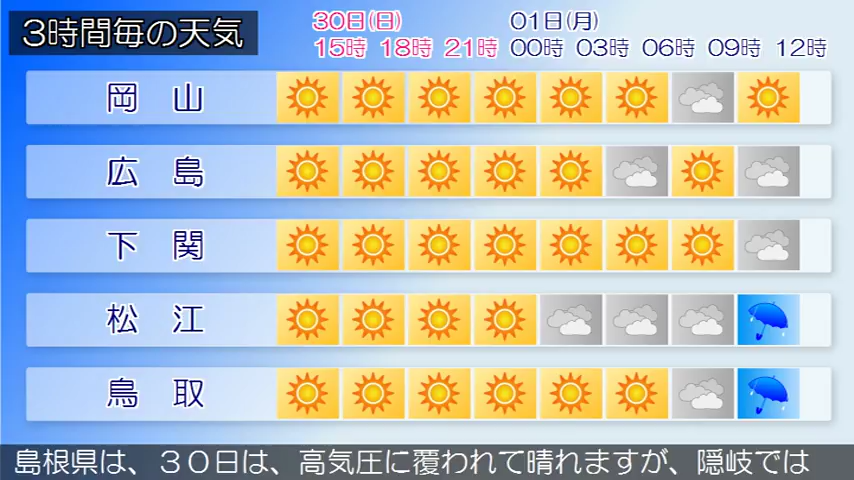 3時間毎の天気
30日(日) 01日(月)
15時 18時 21時 00時 03時 06時 09時 12時
岡 山
広 島
下 関
松 江
鳥 取
島根県は、３０日は、高気圧に覆われて晴れますが、隠岐では